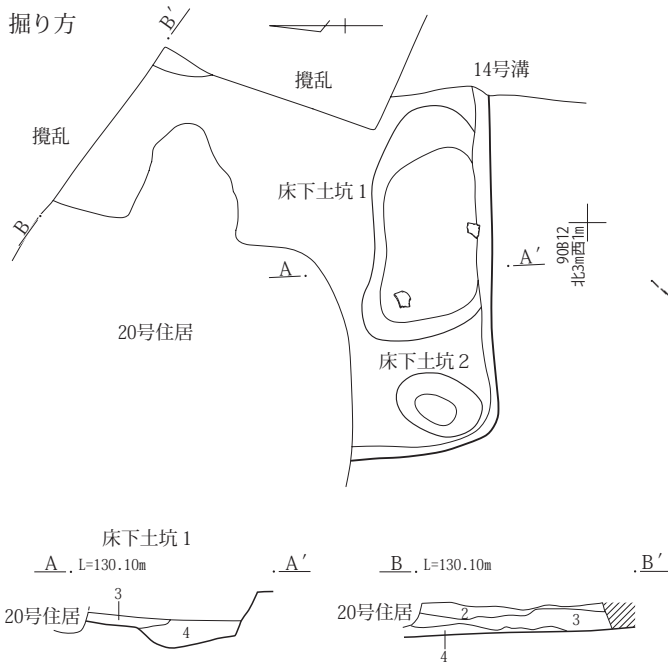 掘り方
B′
攪乱
14号溝
攪乱
床下土坑 1
B
A
A′
90B12
北3m西1m
20号住居
床下土坑 2
床下土坑 1
A L=130.10m A′
B L=130.10m B′
3
20号住居
4
20号住居
2
3
4